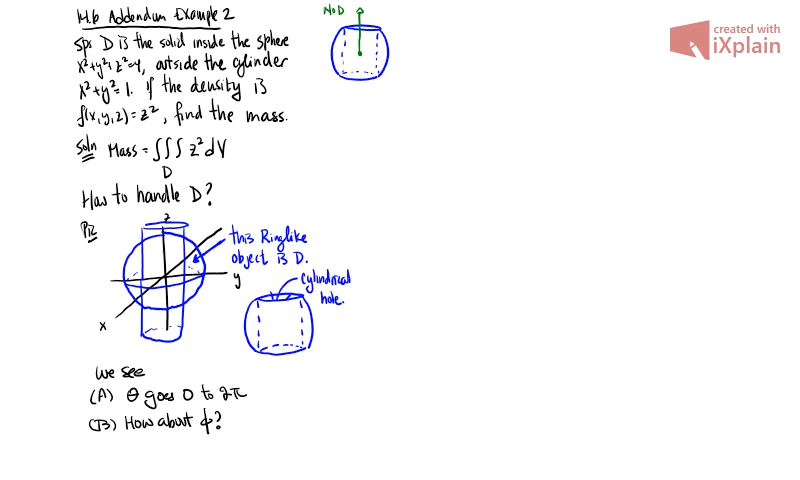 14.6 Addendum Example 2
Sps D is the solid inside the sphere
x²+y²+z²=4, outside the cylinder
x²+y²=1. If the density is
f(x,y,z)=z², find the mass.
Soln Mass = ∫∫∫ z² dV
D
How to handle D?
Pic
z
y
x
this Ringlike
object is D.
cylindrical
hole.
No D
we see
(A) θ goes 0 to 2π
(B) How about φ?
created with
iXplain